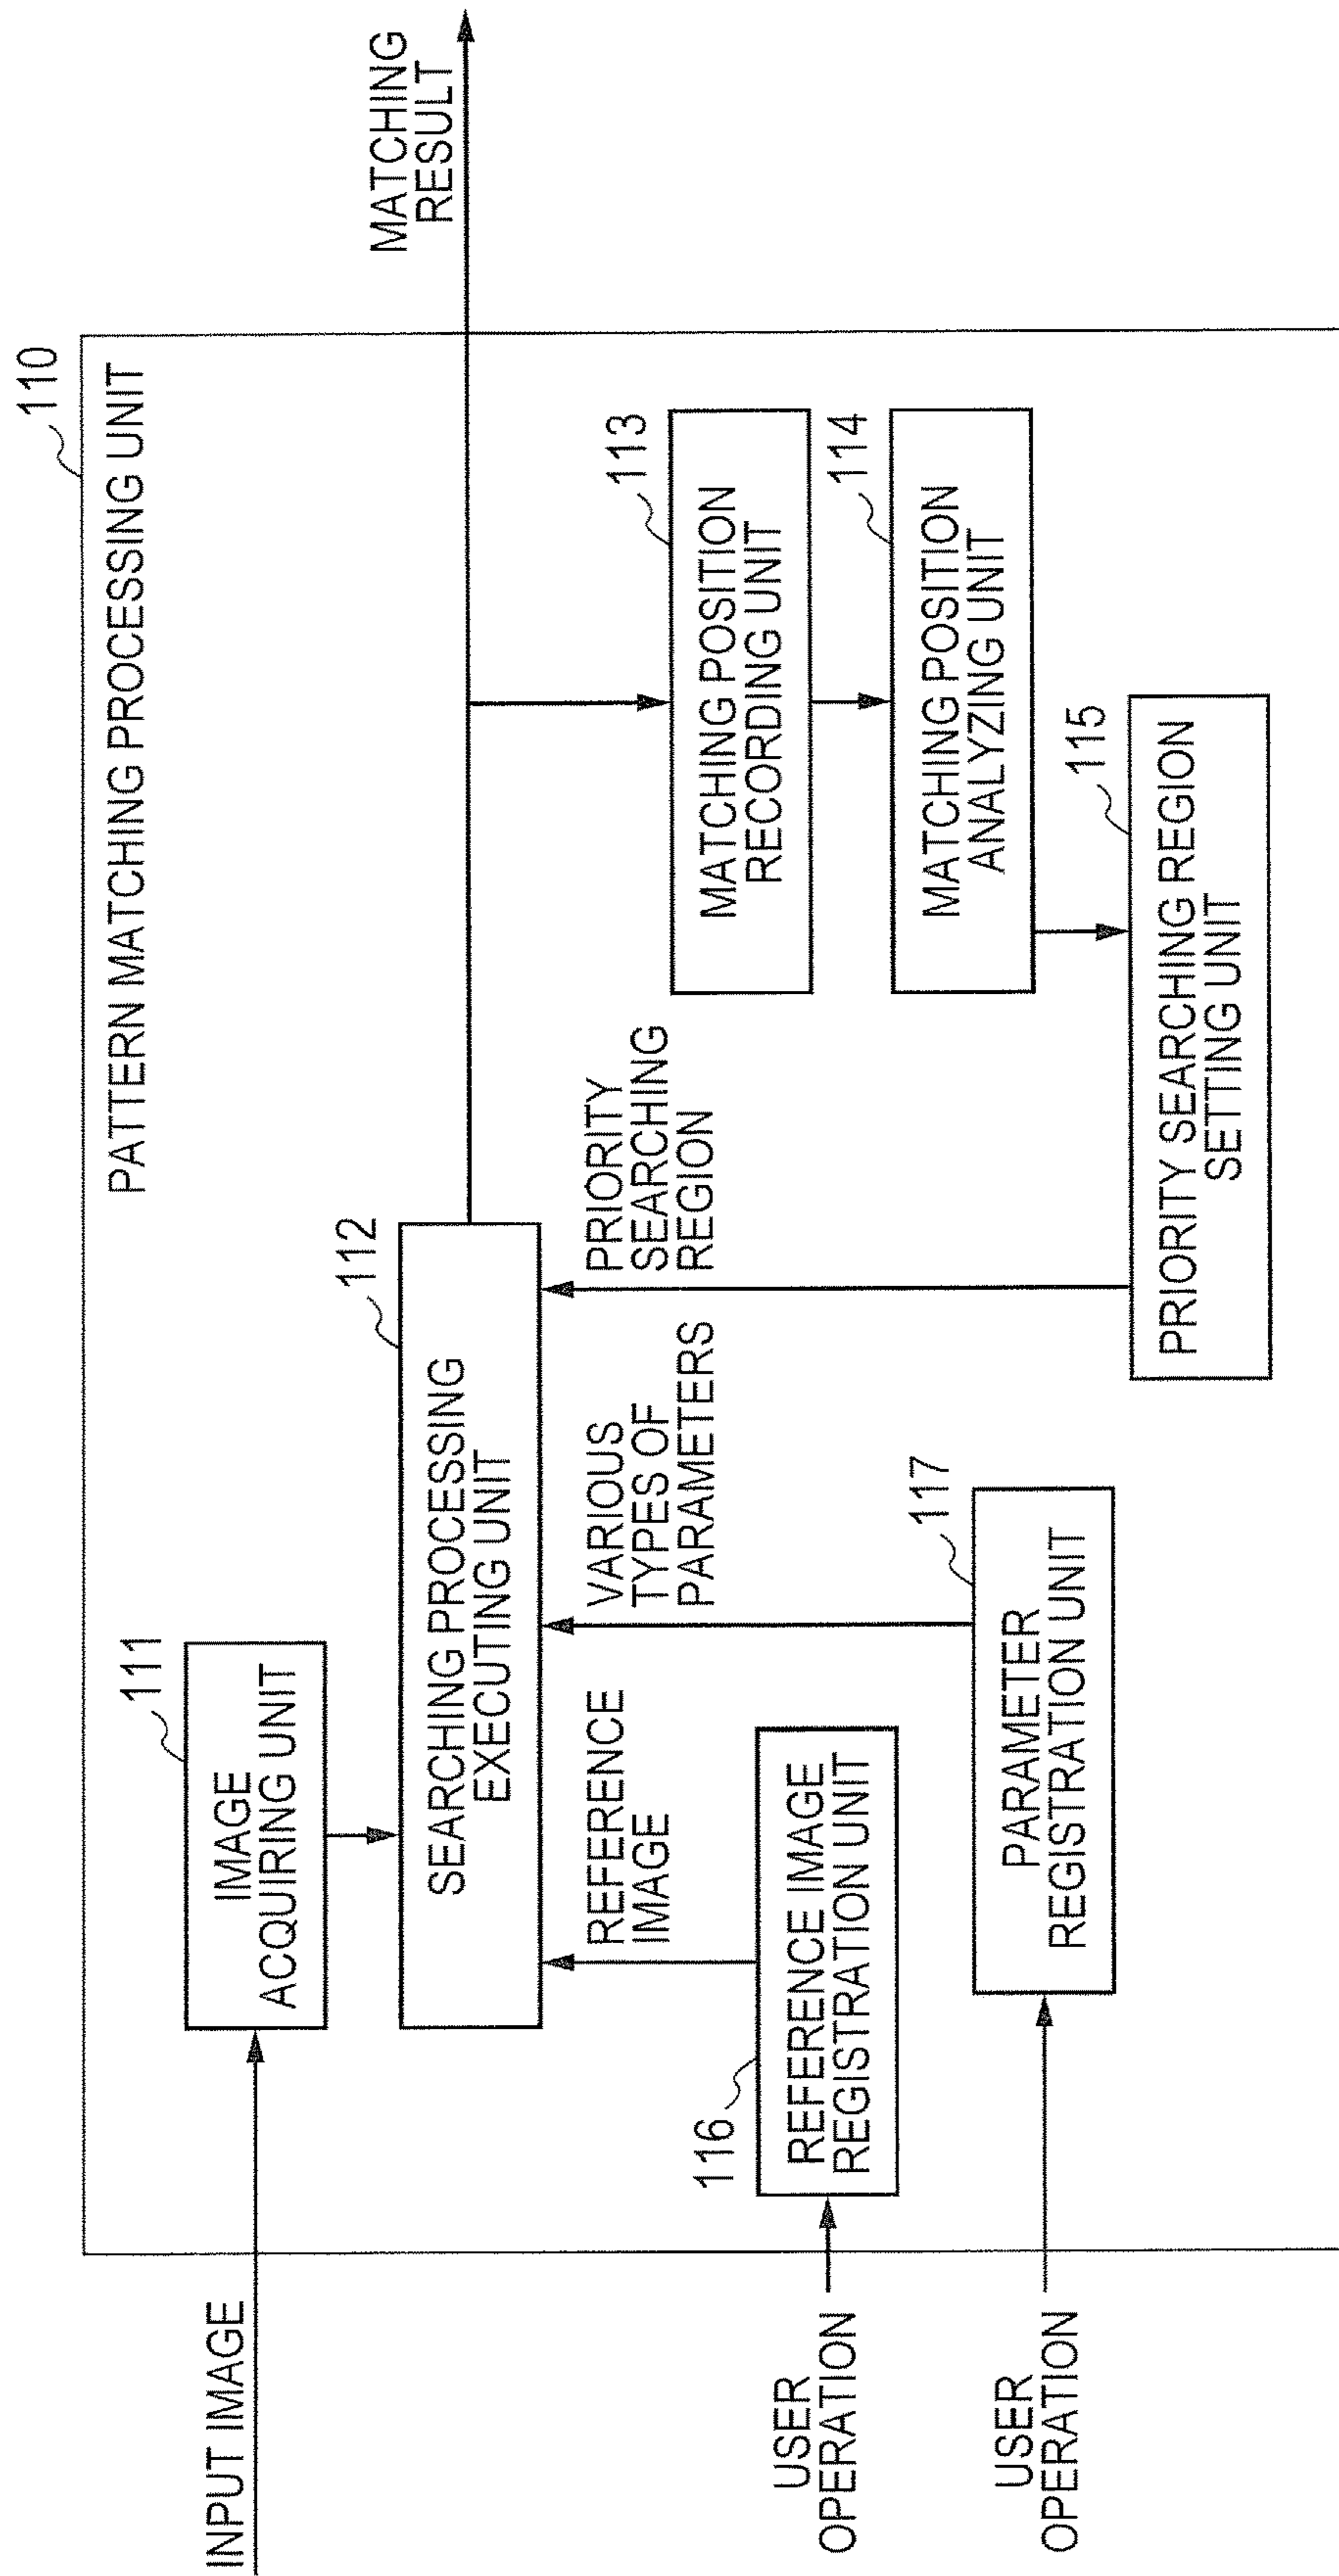 110
PATTERN MATCHING PROCESSING UNIT
MATCHING
RESULT
INPUT IMAGE
111
IMAGE
ACQUIRING UNIT
112
SEARCHING PROCESSING
EXECUTING UNIT
REFERENCE
IMAGE
VARIOUS
TYPES OF
PARAMETERS
PRIORITY
SEARCHING
REGION
113
MATCHING POSITION
RECORDING UNIT
114
MATCHING POSITION
ANALYZING UNIT
115
PRIORITY SEARCHING REGION
SETTING UNIT
116
REFERENCE IMAGE
REGISTRATION UNIT
USER
OPERATION
117
PARAMETER
REGISTRATION UNIT
USER
OPERATION